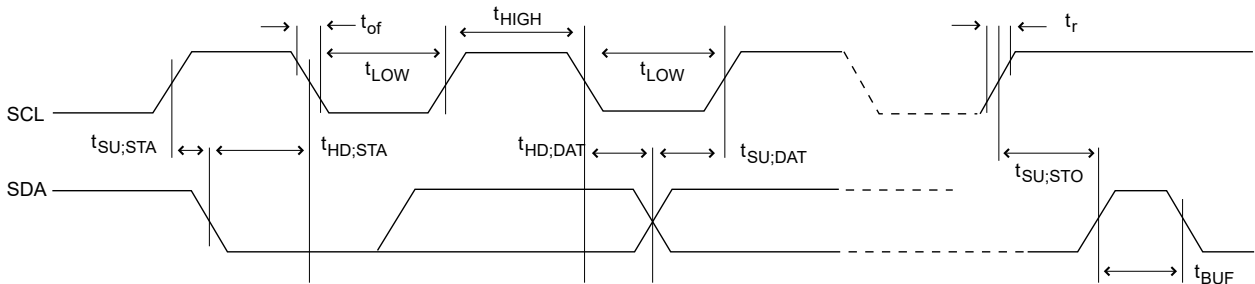 t_of
t_HIGH
t_r
t_LOW
t_LOW
SCL
t_SU;STA
t_HD;STA
t_HD;DAT
t_SU;DAT
t_SU;STO
SDA
t_BUF